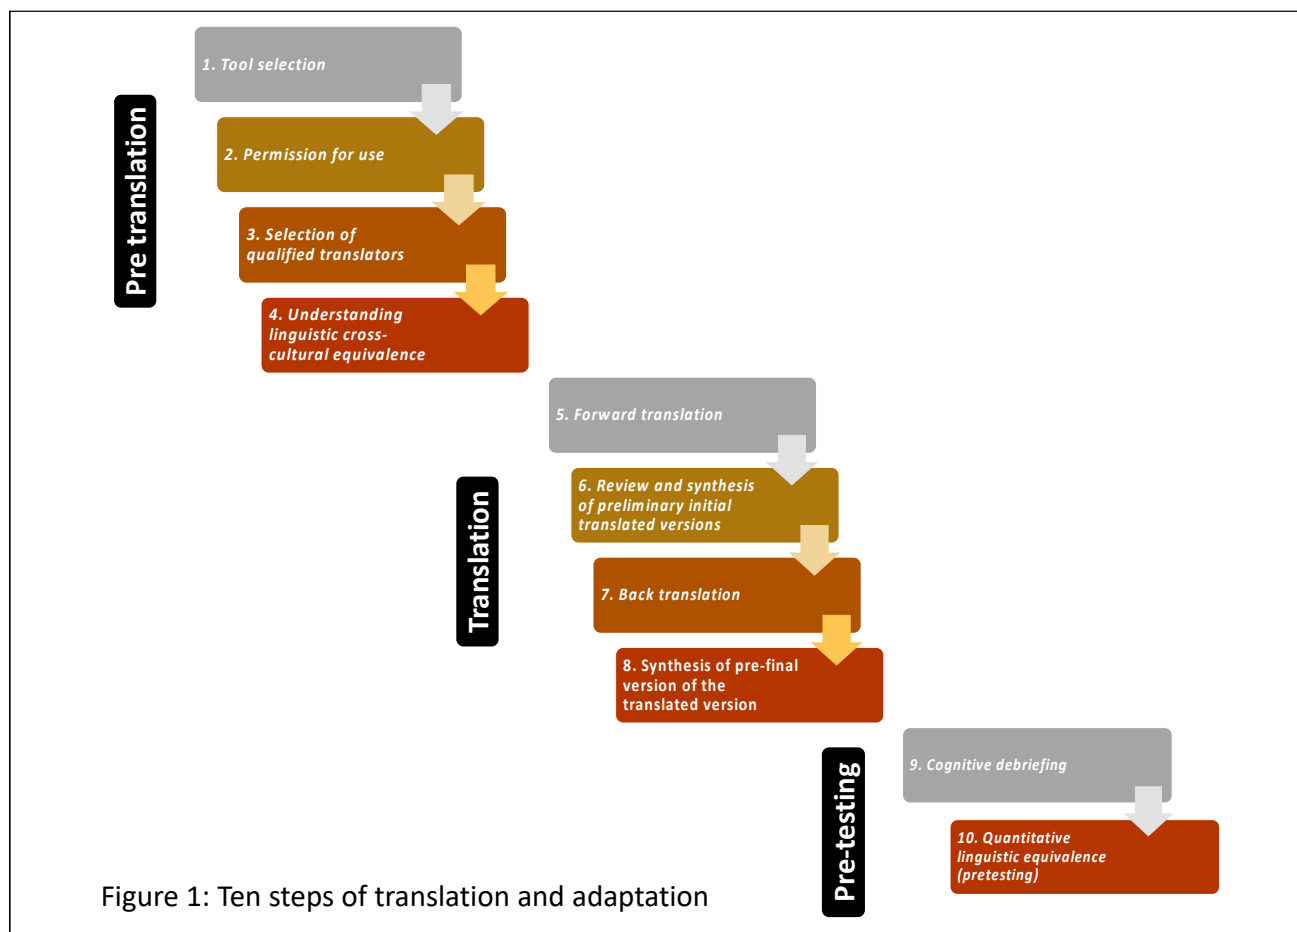 Pre translation
1. Tool selection
2. Permission for use
3. Selection of
qualified translators
4. Understanding
linguistic cross-
cultural equivalence
Translation
5. Forward translation
6. Review and synthesis
of preliminary initial
translated versions
7. Back translation
8. Synthesis of pre-final
version of the
translated version
Pre-testing
9. Cognitive debriefing
10. Quantitative
linguistic equivalence
(pretesting)
Figure 1: Ten steps of translation and adaptation